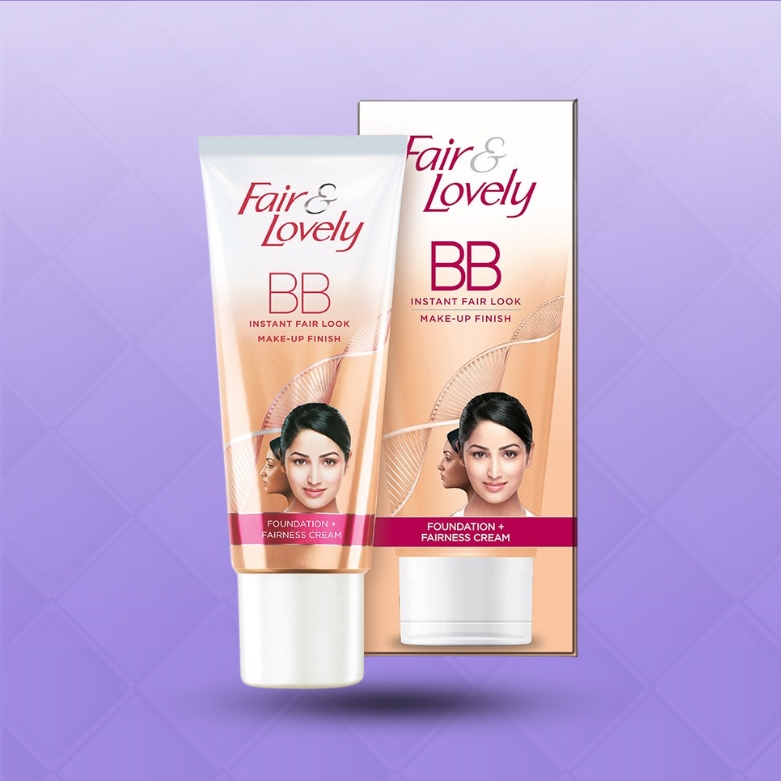 Fair &
Lovely
BB
INSTANT FAIR LOOK
MAKE-UP FINISH
FOUNDATION +
FAIRNESS CREAM
Fair &
Lovely
BB
INSTANT FAIR LOOK
MAKE-UP FINISH
FOUNDATION +
FAIRNESS CREAM